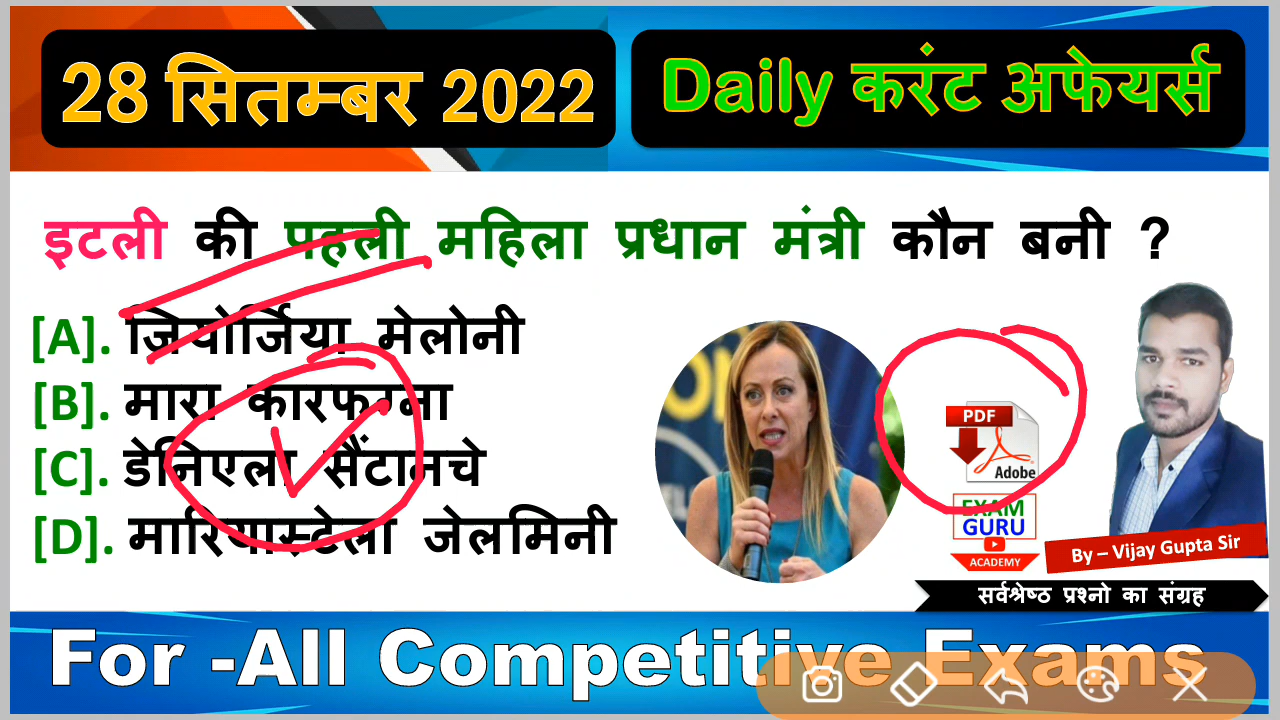 28 सितम्बर 2022
Daily करंट अफेयर्स
इटली की पहली महिला प्रधान मंत्री कौन बनी ?
[A]. जियोर्जिया मेलोनी
[B]. मारा कारफग्ना
[C]. डेनिएला सैंटानचे
[D]. मारियास्टेला जेलमिनी
PDF
Adobe
EXAM
GURU
ACADEMY
By – Vijay Gupta Sir
सर्वश्रेष्ठ प्रश्नो का संग्रह
For -All Competitive Exams